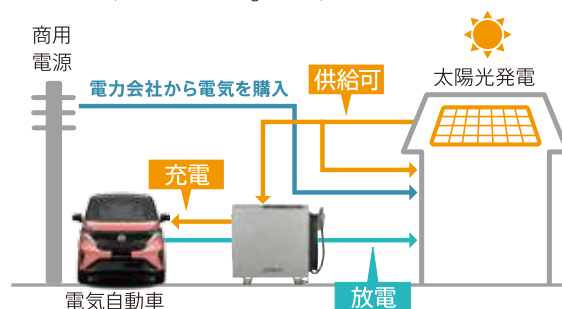 商用
電源
電力会社から電気を購入
供給可
太陽光発電
充電
放電
電気自動車